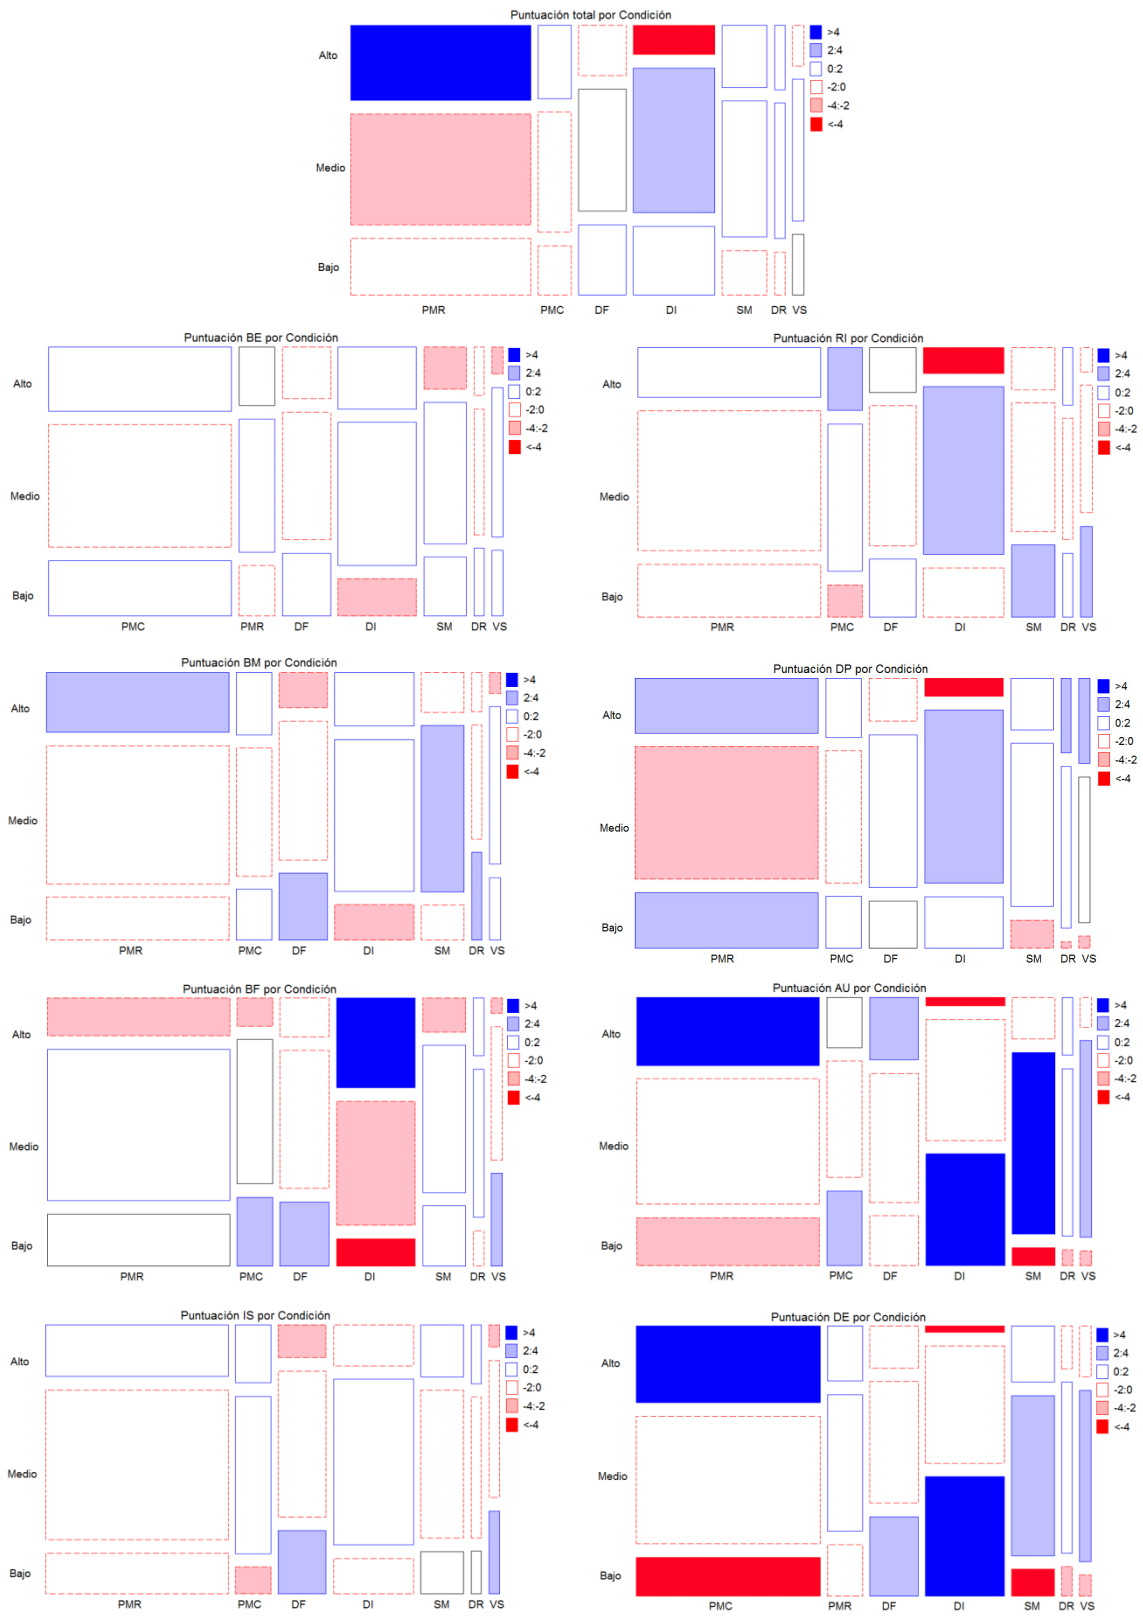 Puntuación total por Condición
Alto
Medio
Bajo
PMR PMC DF DI SM DR VS
>4
2:4
0:2
-2:0
-4:-2
<-4
Puntuación BE por Condición
Alto
Medio
Bajo
PMC PMR DF DI SM DR VS
>4
2:4
0:2
-2:0
-4:-2
<-4
Puntuación RI por Condición
Alto
Medio
Bajo
PMR PMC DF DI SM DR VS
>4
2:4
0:2
-2:0
-4:-2
<-4
Puntuación BM por Condición
Alto
Medio
Bajo
PMR PMC DF DI SM DR VS
>4
2:4
0:2
-2:0
-4:-2
<-4
Puntuación DP por Condición
Alto
Medio
Bajo
PMR PMC DF DI SM DR VS
>4
2:4
0:2
-2:0
-4:-2
<-4
Puntuación BF por Condición
Alto
Medio
Bajo
PMR PMC DF DI SM DR VS
>4
2:4
0:2
-2:0
-4:-2
<-4
Puntuación AU por Condición
Alto
Medio
Bajo
PMR PMC DF DI SM DR VS
>4
2:4
0:2
-2:0
-4:-2
<-4
Puntuación IS por Condición
Alto
Medio
Bajo
PMR PMC DF DI SM DR VS
>4
2:4
0:2
-2:0
-4:-2
<-4
Puntuación DE por Condición
Alto
Medio
Bajo
PMC PMR DF DI SM DR VS
>4
2:4
0:2
-2:0
-4:-2
<-4